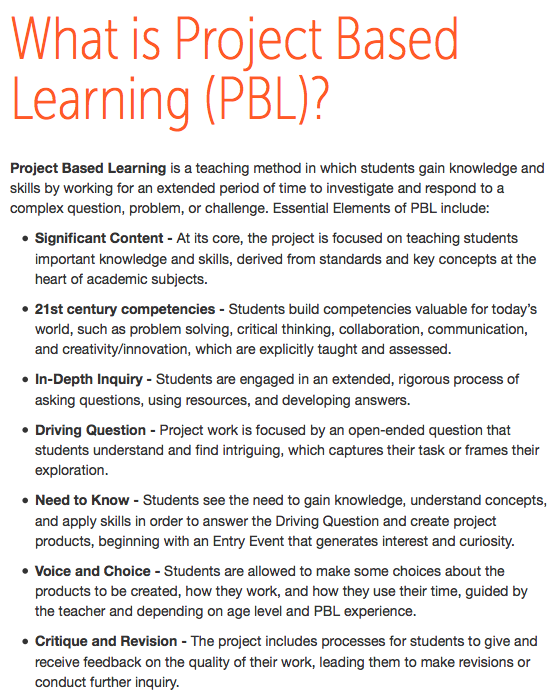 What is Project Based
Learning (PBL)?
Project Based Learning is a teaching method in which students gain knowledge and
skills by working for an extended period of time to investigate and respond to a
complex question, problem, or challenge. Essential Elements of PBL include:
• Significant Content - At its core, the project is focused on teaching students
important knowledge and skills, derived from standards and key concepts at the
heart of academic subjects.
• 21st century competencies - Students build competencies valuable for today’s
world, such as problem solving, critical thinking, collaboration, communication,
and creativity/innovation, which are explicitly taught and assessed.
• In-Depth Inquiry - Students are engaged in an extended, rigorous process of
asking questions, using resources, and developing answers.
• Driving Question - Project work is focused by an open-ended question that
students understand and find intriguing, which captures their task or frames their
exploration.
• Need to Know - Students see the need to gain knowledge, understand concepts,
and apply skills in order to answer the Driving Question and create project
products, beginning with an Entry Event that generates interest and curiosity.
• Voice and Choice - Students are allowed to make some choices about the
products to be created, how they work, and how they use their time, guided by
the teacher and depending on age level and PBL experience.
• Critique and Revision - The project includes processes for students to give and
receive feedback on the quality of their work, leading them to make revisions or
conduct further inquiry.